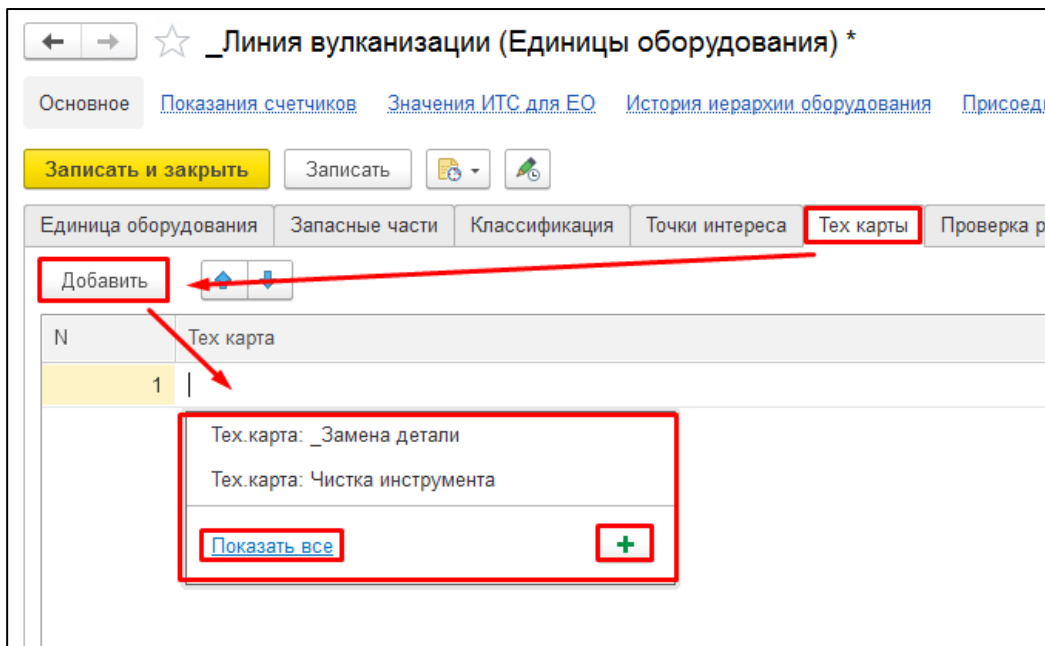 _Линия вулканизации (Единицы оборудования) *
Основное Показания счетчиков Значения ИТС для ЕО История иерархии оборудования
Записать и закрыть Записать
Единица оборудования Запасные части Классификация Точки интереса Тех карты Проверка р
Добавить
N Тех карта
1
Тех.карта: _Замена детали
Тех.карта: Чистка инструмента
Показать все